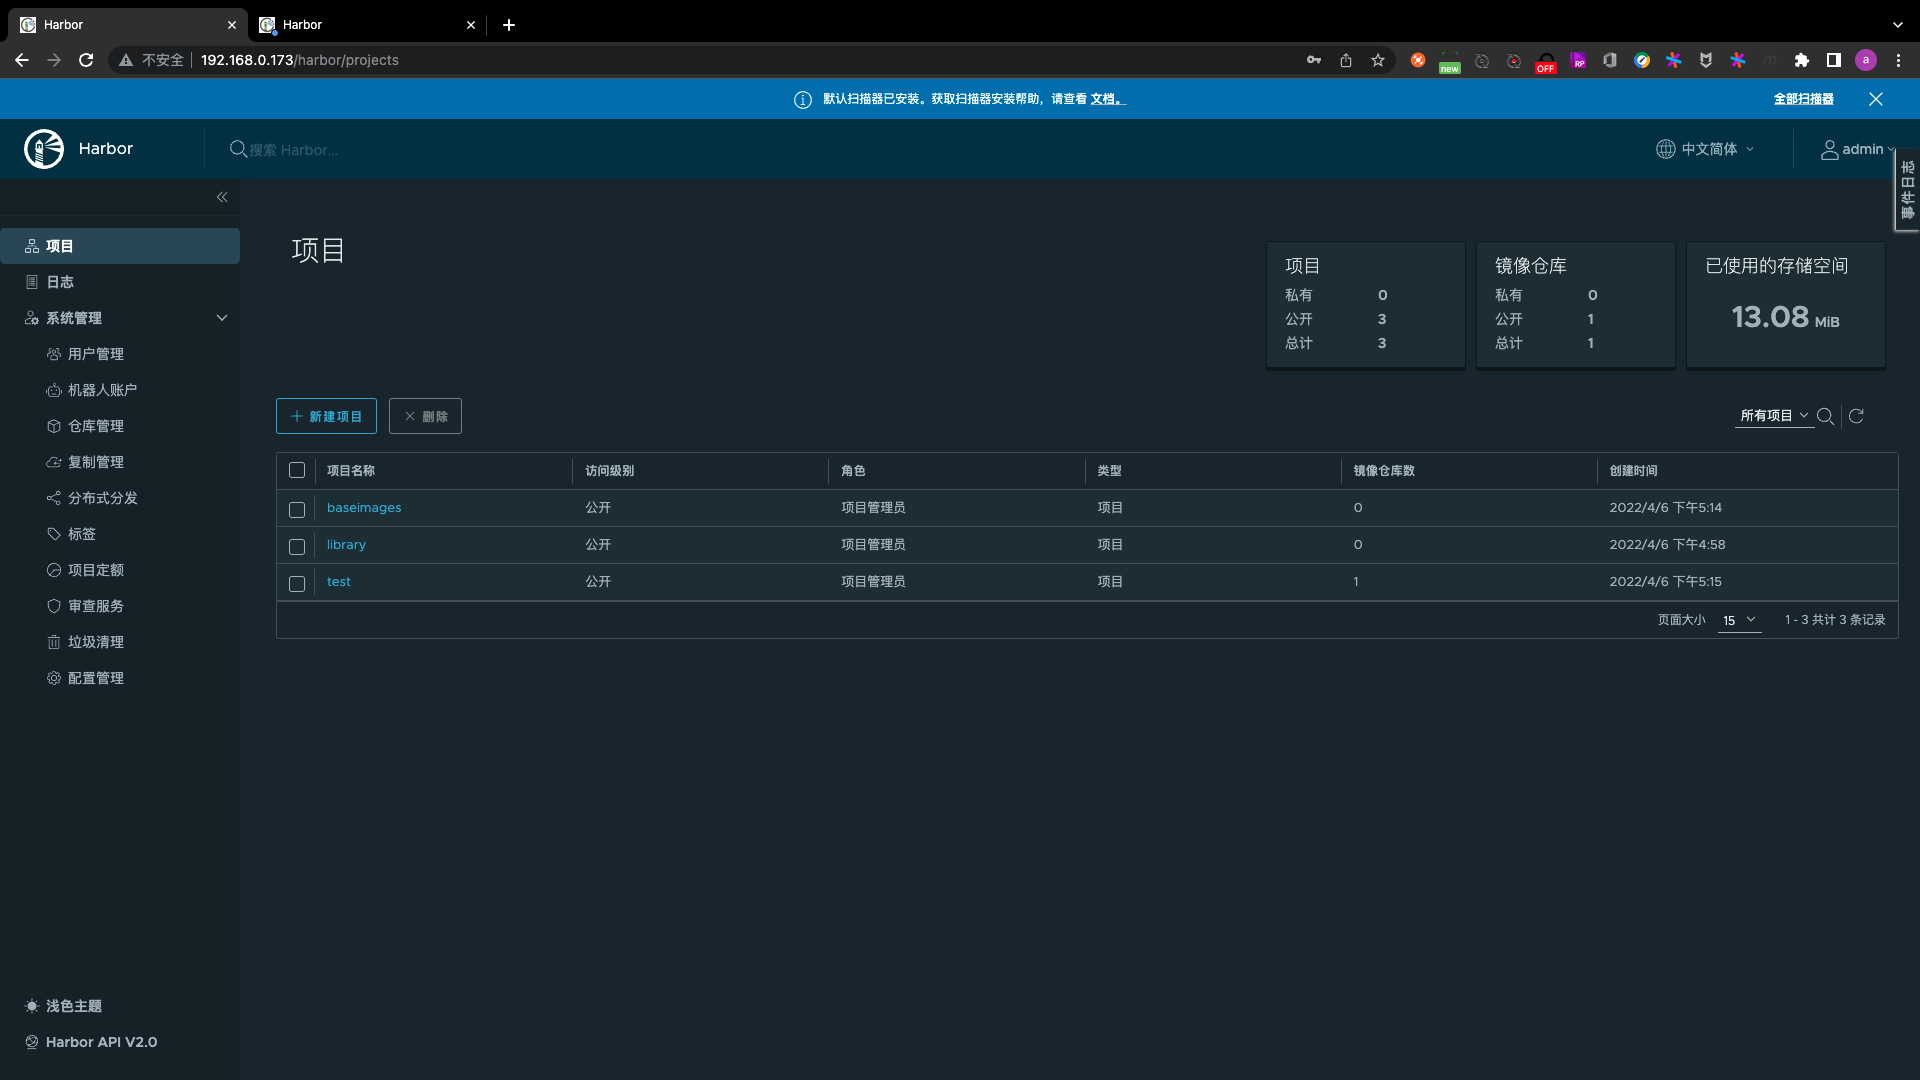 Harbor
Harbor
不安全 192.168.0.173/harbor/projects
new
OFF
RP
a
默认扫描器已安装。获取扫描器安装帮助，请查看 文档。
全部扫描器
Harbor
搜索 Harbor...
中文简体
admin
事件日志
项目
日志
系统管理
用户管理
机器人账户
仓库管理
复制管理
分布式分发
标签
项目定额
审查服务
垃圾清理
配置管理
浅色主题
Harbor API V2.0
项目
项目
私有 0
公开 3
总计 3
镜像仓库
私有 0
公开 1
总计 1
已使用的存储空间
13.08 MiB
新建项目 删除
所有项目
项目名称 访问级别 角色 类型 镜像仓库数 创建时间
baseimages 公开 项目管理员 项目 0 2022/4/6 下午5:14
library 公开 项目管理员 项目 0 2022/4/6 下午4:58
test 公开 项目管理员 项目 1 2022/4/6 下午5:15
页面大小 15 1 - 3 共计 3 条记录